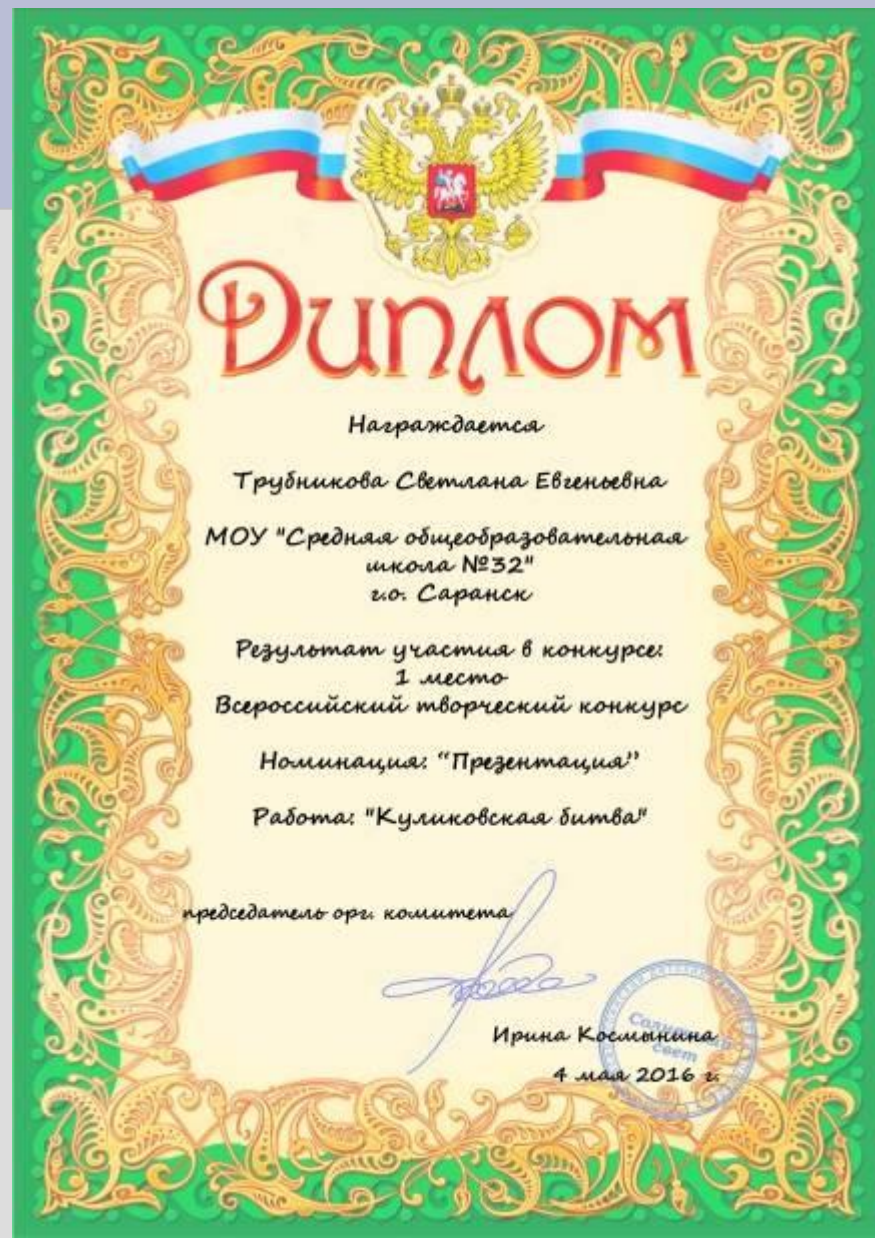 Диплом
Награждается
Трубникова Светлана Евгеньевна
МОУ "Средняя общеобразовательная
школа №32"
г.о. Саранск
Результат участия в конкурсе:
1 место
Всероссийский творческий конкурс
Номинация: “Презентация”
Работа: "Куликовская битва"
председатель орг. комитета
Ирина Космынина
свет
4 мая 2016 г.